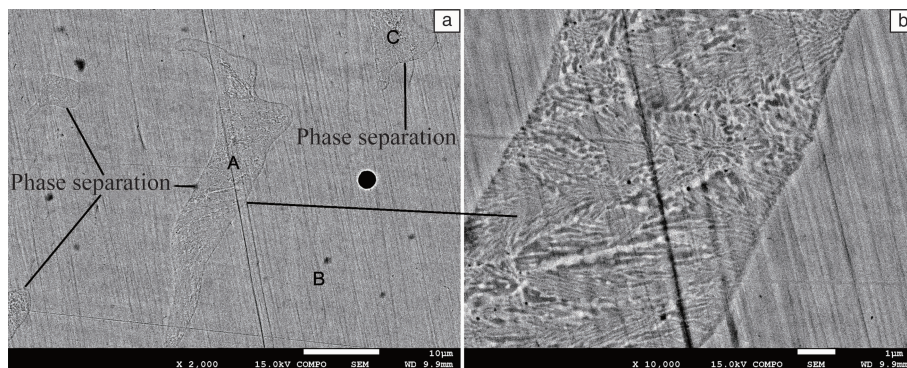 a
C
Phase separation
A
Phase separation
B
10μm
X 2,000 15.0kV COMPO SEM WD 9.9mm
b
1μm
X 10,000 15.0kV COMPO SEM WD 9.9mm